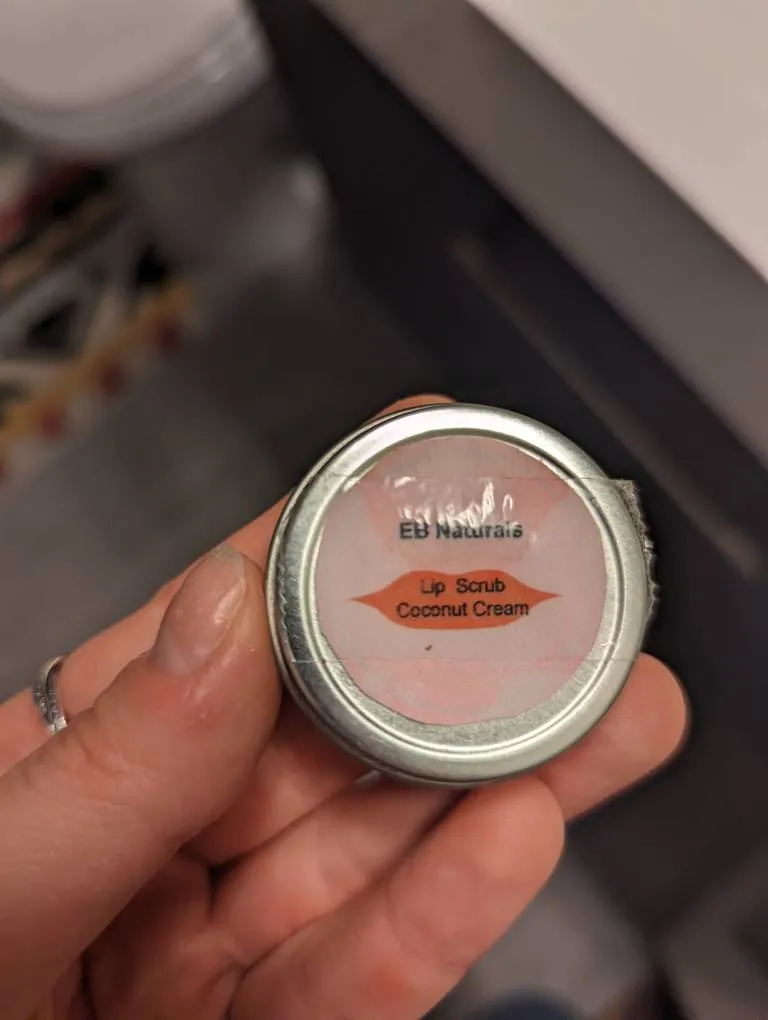 EB Naturals
Lip Scrub
Coconut Cream